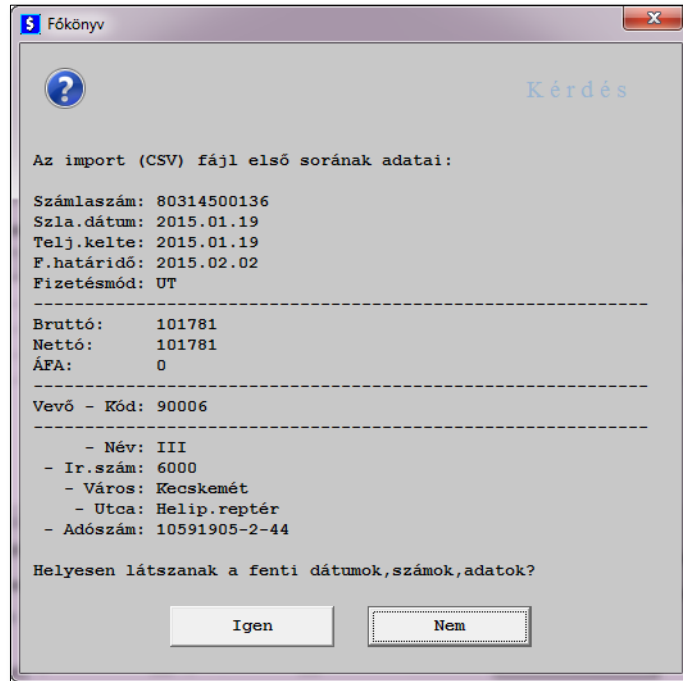 Főkönyv
Kérdés
Az import (CSV) fájl első sorának adatai:
Számlaszám: 80314500136
Szla.dátum: 2015.01.19
Telj.kelte: 2015.01.19
F.határidő: 2015.02.02
Fizetésmód: UT
------------------------------------------------------------
Bruttó: 101781
Nettó: 101781
ÁFA: 0
------------------------------------------------------------
Vevő - Kód: 90006
------------------------------------------------------------
- Név: III
- Ir.szám: 6000
- Város: Kecskemét
- Utca: Helip.reptér
- Adószám: 10591905-2-44
Helyesen látszanak a fenti dátumok,számok,adatok?
Igen Nem